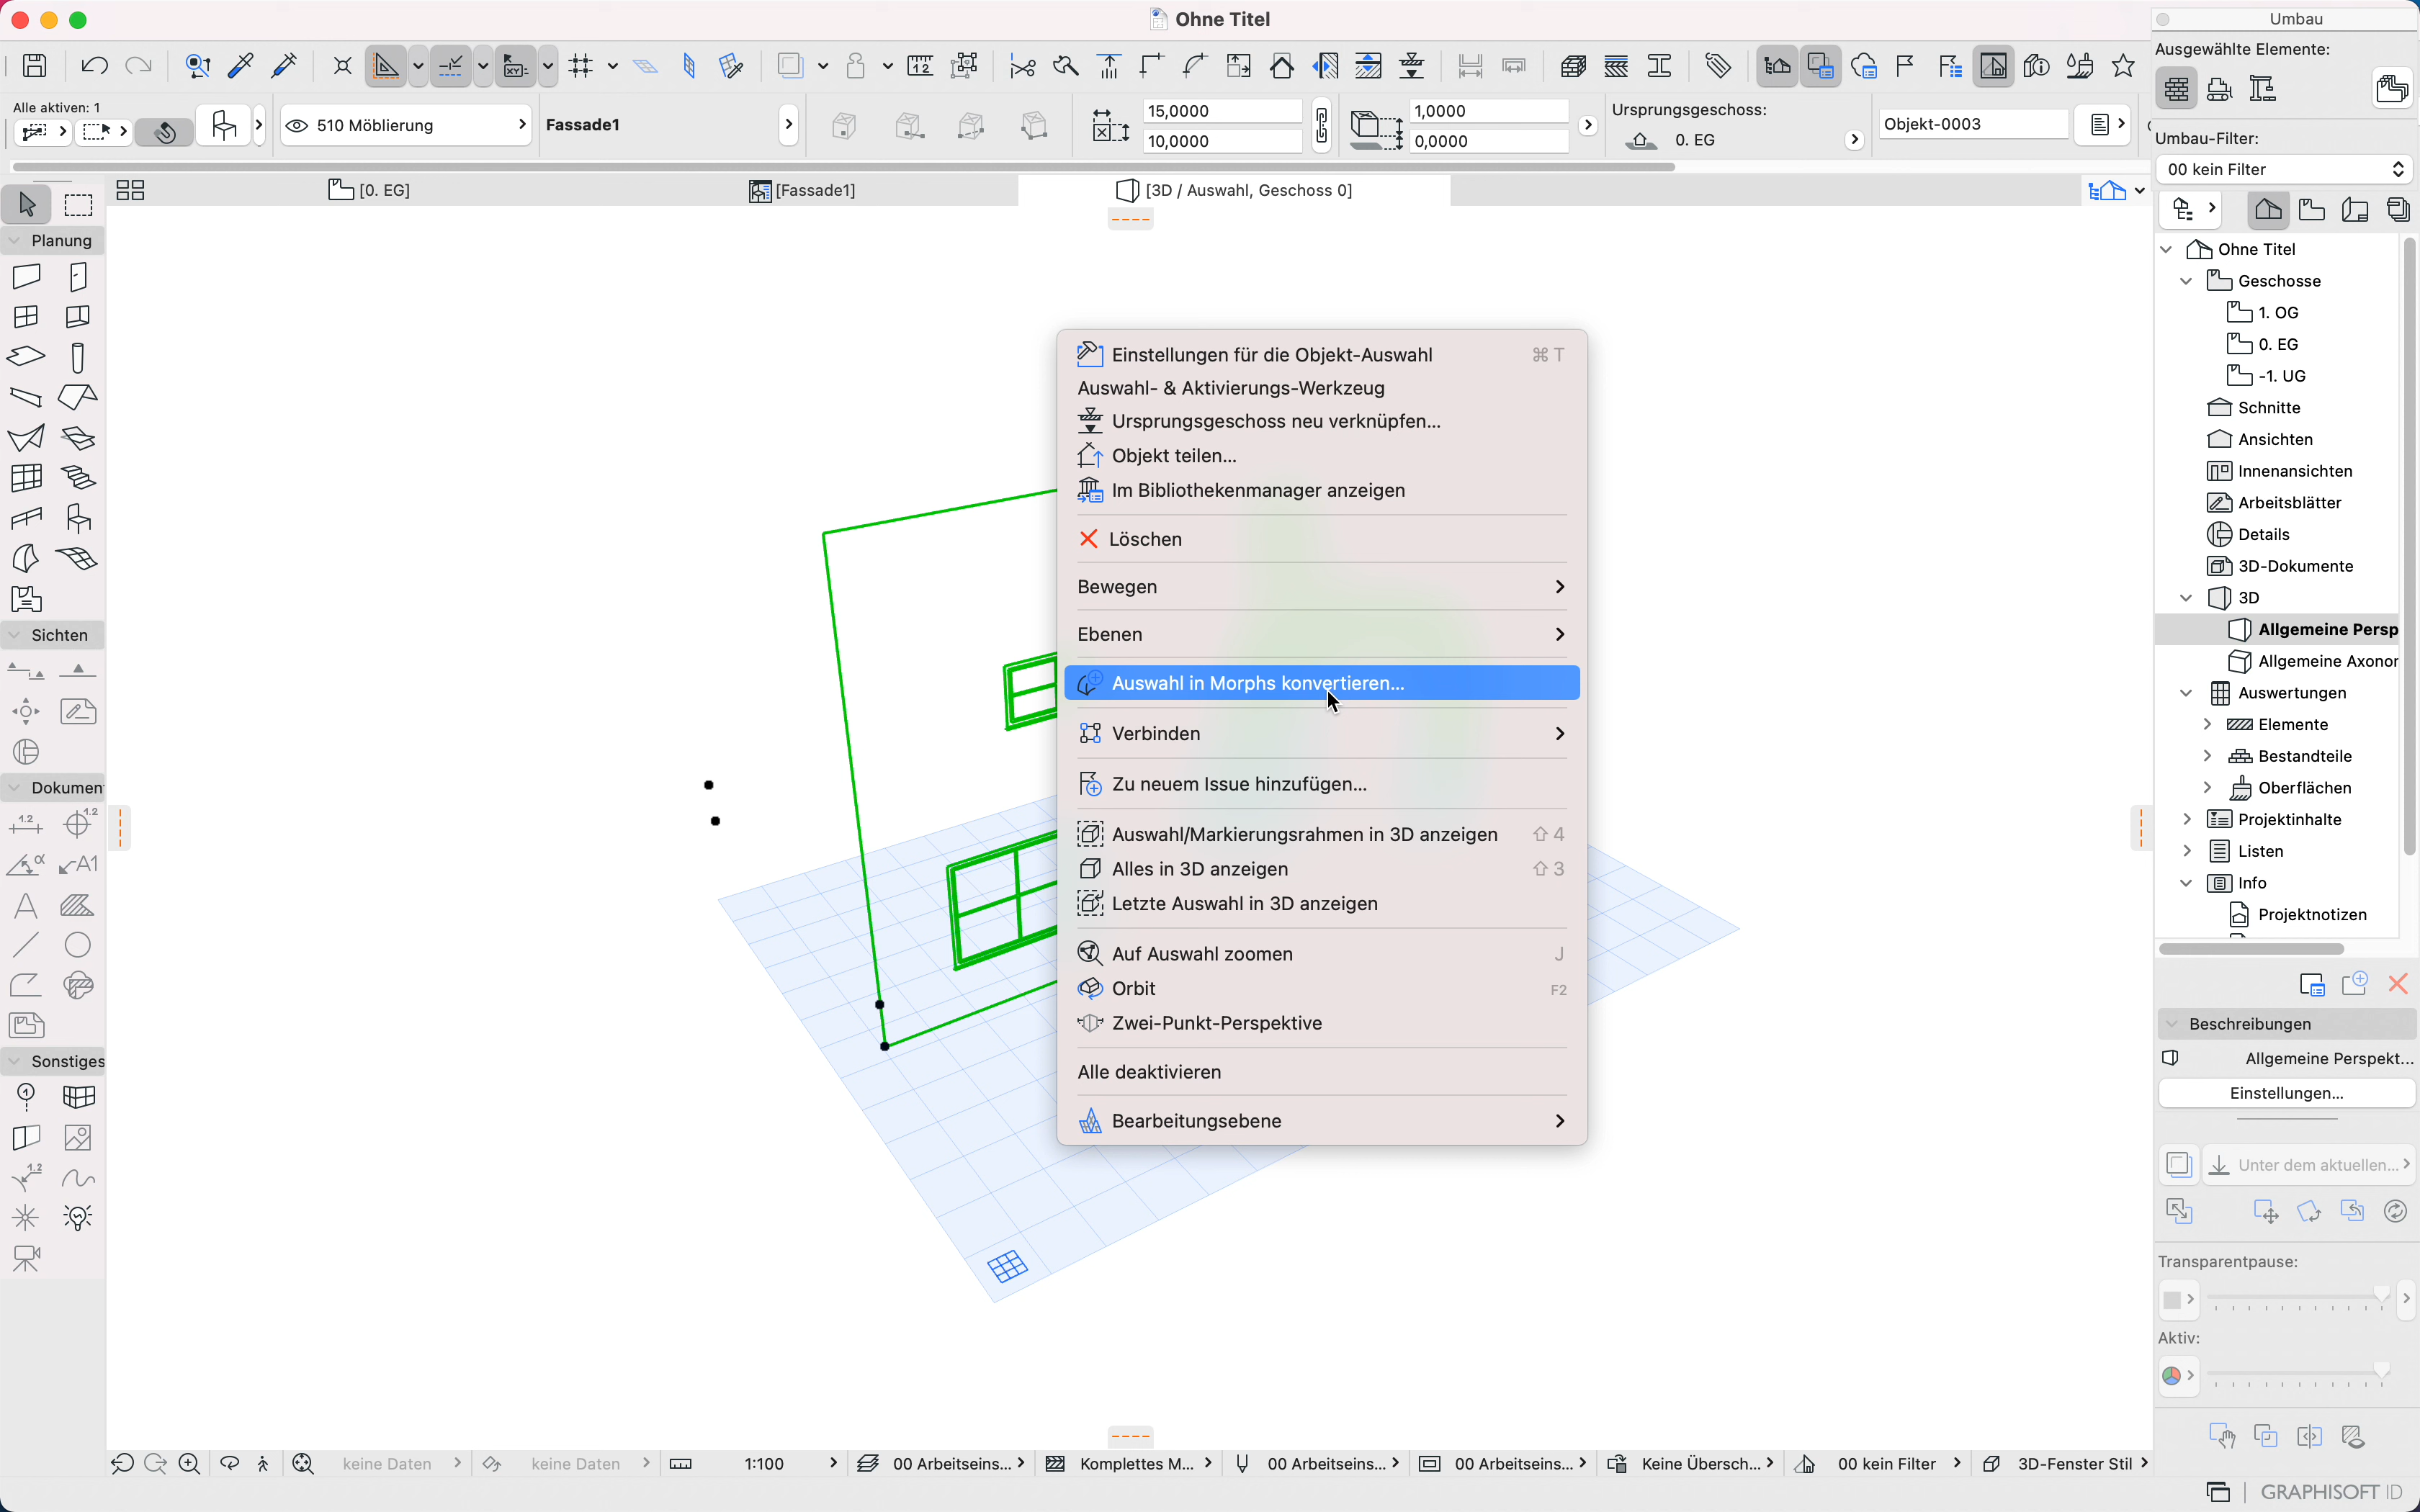 Ohne Titel
Umbau
Ausgewählte Elemente:
Umbau-Filter:
00 kein Filter
Alle aktiven: 1
510 Möblierung
Fassade1
15,0000
10,0000
1,0000
0,0000
Ursprungsgeschoss:
0. EG
Objekt-0003
[0. EG]
[Fassade1]
[3D / Auswahl, Geschoss 0]
Planung
Sichten
Dokumen
Sonstiges
Einstellungen für die Objekt-Auswahl ⌘ T
Auswahl- & Aktivierungs-Werkzeug
Ursprungsgeschoss neu verknüpfen...
Objekt teilen...
Im Bibliothekenmanager anzeigen
Löschen
Bewegen
Ebenen
Auswahl in Morphs konvertieren...
Verbinden
Zu neuem Issue hinzufügen...
Auswahl/Markierungsrahmen in 3D anzeigen ⇧ 4
Alles in 3D anzeigen ⇧ 3
Letzte Auswahl in 3D anzeigen
Auf Auswahl zoomen J
Orbit F2
Zwei-Punkt-Perspektive
Alle deaktivieren
Bearbeitungsebene
Ohne Titel
Geschosse
1. OG
0. EG
-1. UG
Schnitte
Ansichten
Innenansichten
Arbeitsblätter
Details
3D-Dokumente
3D
Allgemeine Persp
Allgemeine Axonor
Auswertungen
Elemente
Bestandteile
Oberflächen
Projektinhalte
Listen
Info
Projektnotizen
Beschreibungen
Allgemeine Perspekt...
Einstellungen...
Unter dem aktuellen...
Transparentpause:
Aktiv:
keine Daten
keine Daten
1:100
00 Arbeitseins...
Komplettes M...
00 Arbeitseins...
00 Arbeitseins...
Keine Übersch...
00 kein Filter
3D-Fenster Stil
GRAPHISOFT ID